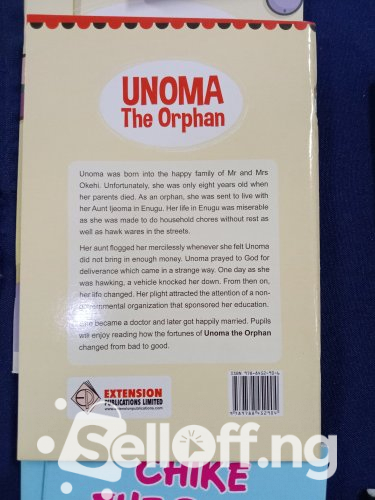 UNOMA
The Orphan
Unoma was born into the happy family of Mr and Mrs
Okehi. Unfortunately, she was only eight years old when
her parents died. As an orphan, she was sent to live with
her Aunt Ijeoma in Enugu. Her life in Enugu was miserable
as she was made to do household chores without rest as
well as hawk wares in the streets.
Her aunt flogged her mercilessly whenever she felt Unoma
did not bring in enough money. Unoma prayed to God for
deliverance which came in a strange way. One day as she
was hawking, a vehicle knocked her down. From then on,
her life changed. Her plight attracted the attention of a non-
governmental organization that sponsored her education.
She became a doctor and later got happily married. Pupils
will enjoy reading how the fortunes of Unoma the Orphan
changed from bad to good.
EXTENSION
PUBLICATIONS LIMITED
www.extensionpublications.com
Selloff.ng
CHIKE